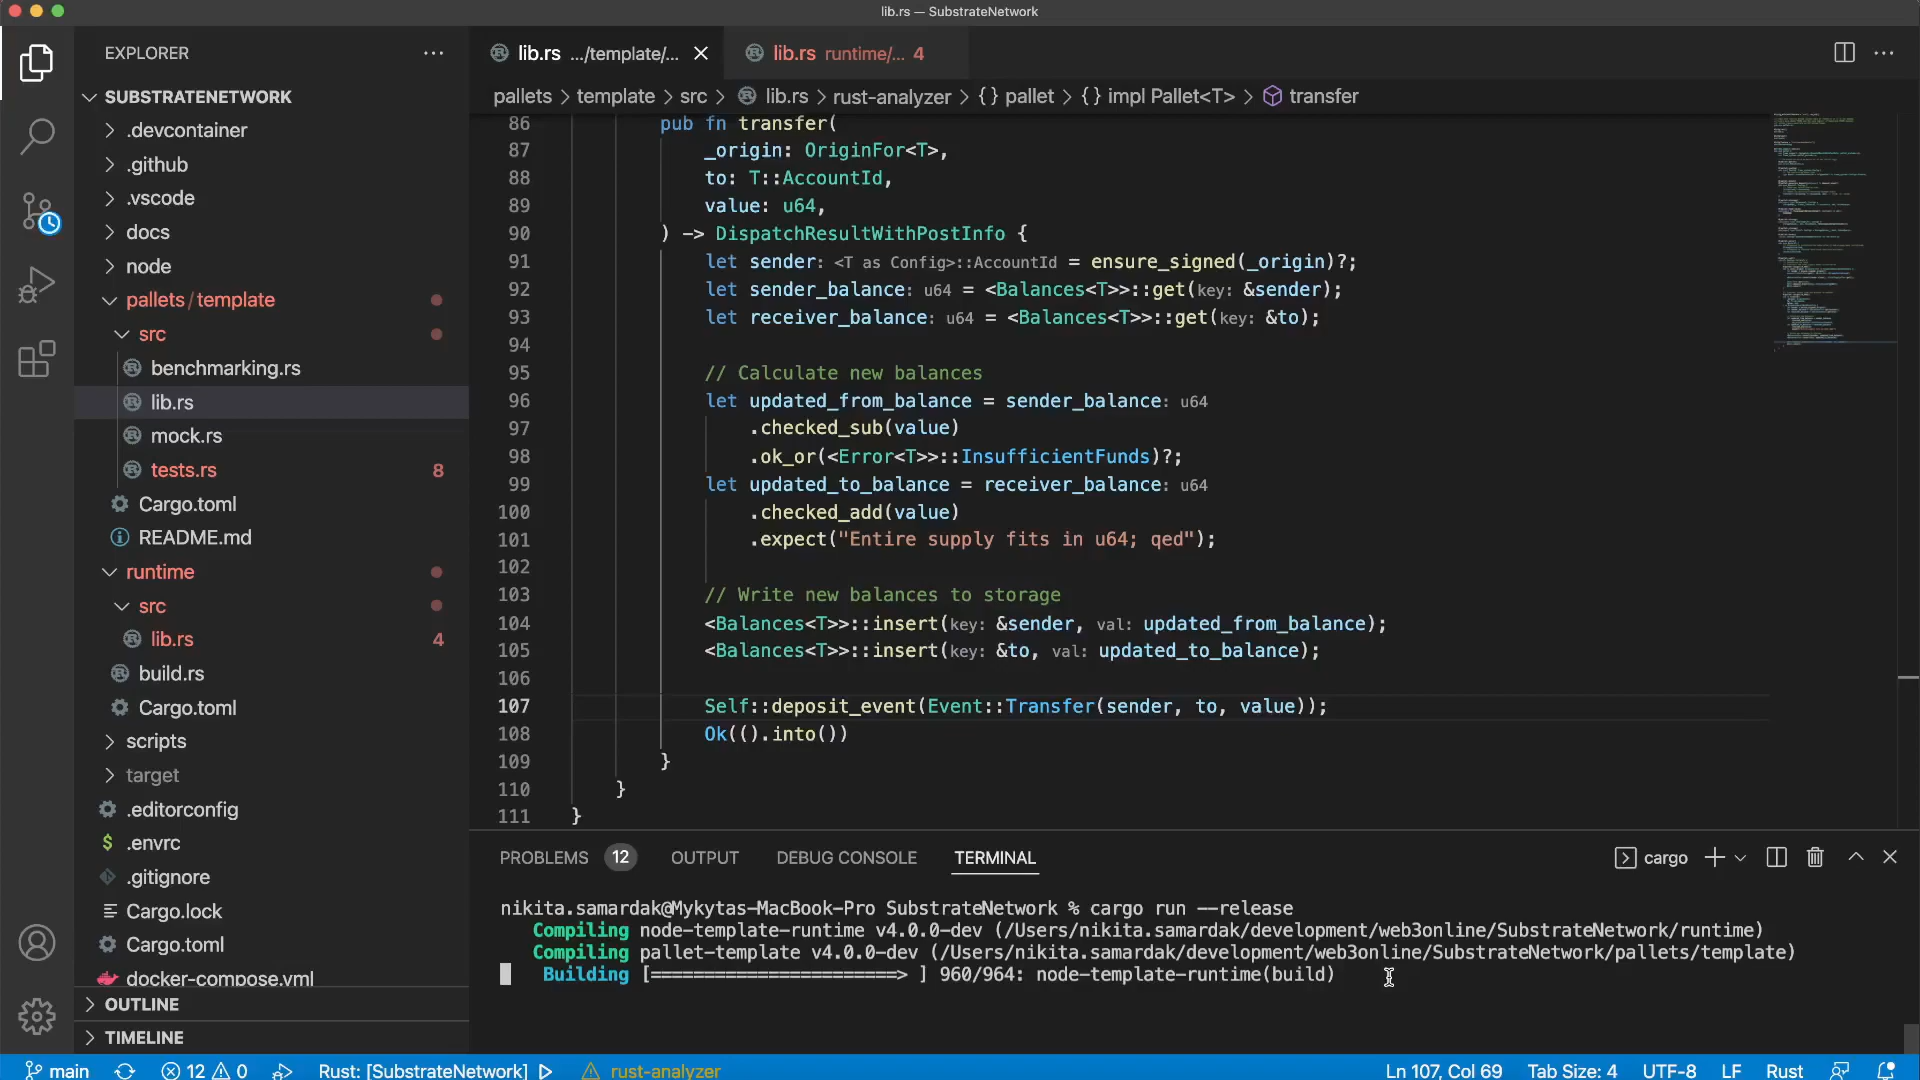 lib.rs — SubstrateNetwork
EXPLORER
SUBSTRATENETWORK
.devcontainer
.github
.vscode
docs
node
pallets / template
src
benchmarking.rs
lib.rs
mock.rs
tests.rs 8
Cargo.toml
README.md
runtime
src
lib.rs 4
build.rs
Cargo.toml
scripts
target
.editorconfig
.envrc
.gitignore
Cargo.lock
Cargo.toml
docker-compose.yml
OUTLINE
TIMELINE
lib.rs .../template/...
lib.rs runtime/... 4
pallets > template > src > lib.rs > rust-analyzer > {} pallet > {} impl Pallet<T> > transfer
86 pub fn transfer(
87 _origin: OriginFor<T>,
88 to: T::AccountId,
89 value: u64,
90 ) -> DispatchResultWithPostInfo {
91 let sender: <T as Config>::AccountId = ensure_signed(_origin)?;
92 let sender_balance: u64 = <Balances<T>>::get(key: &sender);
93 let receiver_balance: u64 = <Balances<T>>::get(key: &to);
94
95 // Calculate new balances
96 let updated_from_balance = sender_balance: u64
97 .checked_sub(value)
98 .ok_or(<Error<T>>::InsufficientFunds)?;
99 let updated_to_balance = receiver_balance: u64
100 .checked_add(value)
101 .expect("Entire supply fits in u64; qed");
102
103 // Write new balances to storage
104 <Balances<T>>::insert(key: &sender, val: updated_from_balance);
105 <Balances<T>>::insert(key: &to, val: updated_to_balance);
106
107 Self::deposit_event(Event::Transfer(sender, to, value));
108 Ok(().into())
109 }
110 }
111 }
PROBLEMS 12 OUTPUT DEBUG CONSOLE TERMINAL cargo
nikita.samardak@Mykytas-MacBook-Pro SubstrateNetwork % cargo run --release
Compiling node-template-runtime v4.0.0-dev (/Users/nikita.samardak/development/web3online/SubstrateNetwork/runtime)
Compiling pallet-template v4.0.0-dev (/Users/nikita.samardak/development/web3online/SubstrateNetwork/pallets/template)
Building [=======================> ] 960/964: node-template-runtime(build)
main 12 0 Rust: [SubstrateNetwork] rust-analyzer Ln 107, Col 69 Tab Size: 4 UTF-8 LF Rust